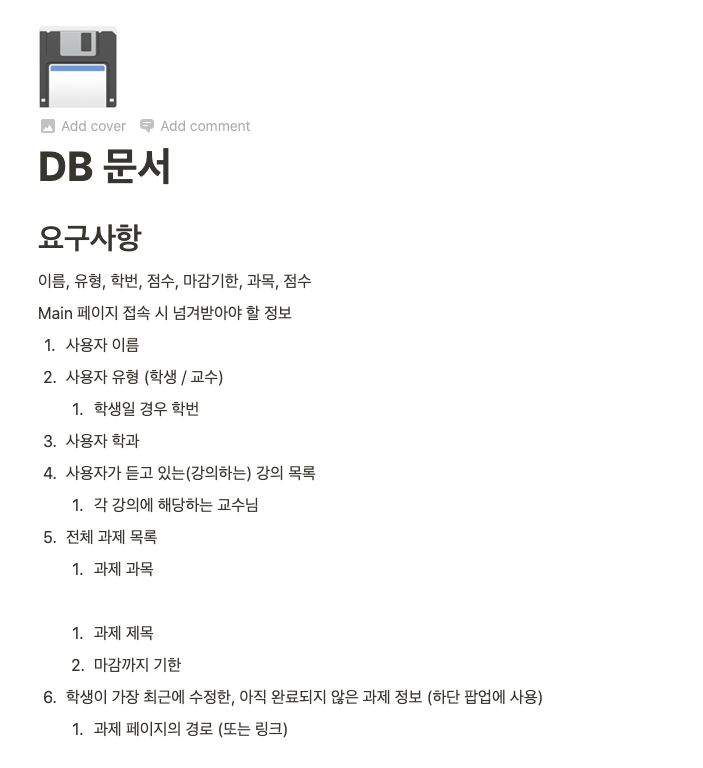 Add cover Add comment
DB 문서
요구사항
이름, 유형, 학번, 점수, 마감기한, 과목, 점수
Main 페이지 접속 시 넘겨받아야 할 정보
1. 사용자 이름
2. 사용자 유형 (학생 / 교수)
1. 학생일 경우 학번
3. 사용자 학과
4. 사용자가 듣고 있는(강의하는) 강의 목록
1. 각 강의에 해당하는 교수님
5. 전체 과제 목록
1. 과제 과목
1. 과제 제목
2. 마감까지 기한
6. 학생이 가장 최근에 수정한, 아직 완료되지 않은 과제 정보 (하단 팝업에 사용)
1. 과제 페이지의 경로 (또는 링크)